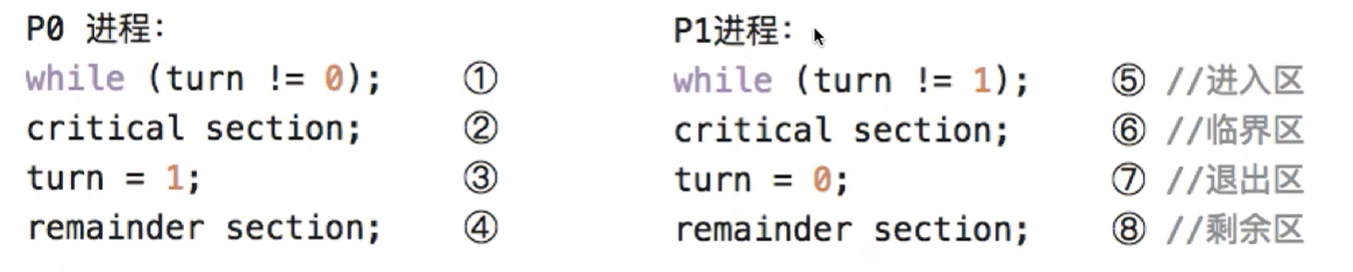 P0 进程： P1进程：
while (turn != 0); ① while (turn != 1); ⑤ //进入区
critical section; ② critical section; ⑥ //临界区
turn = 1; ③ turn = 0; ⑦ //退出区
remainder section; ④ remainder section; ⑧ //剩余区